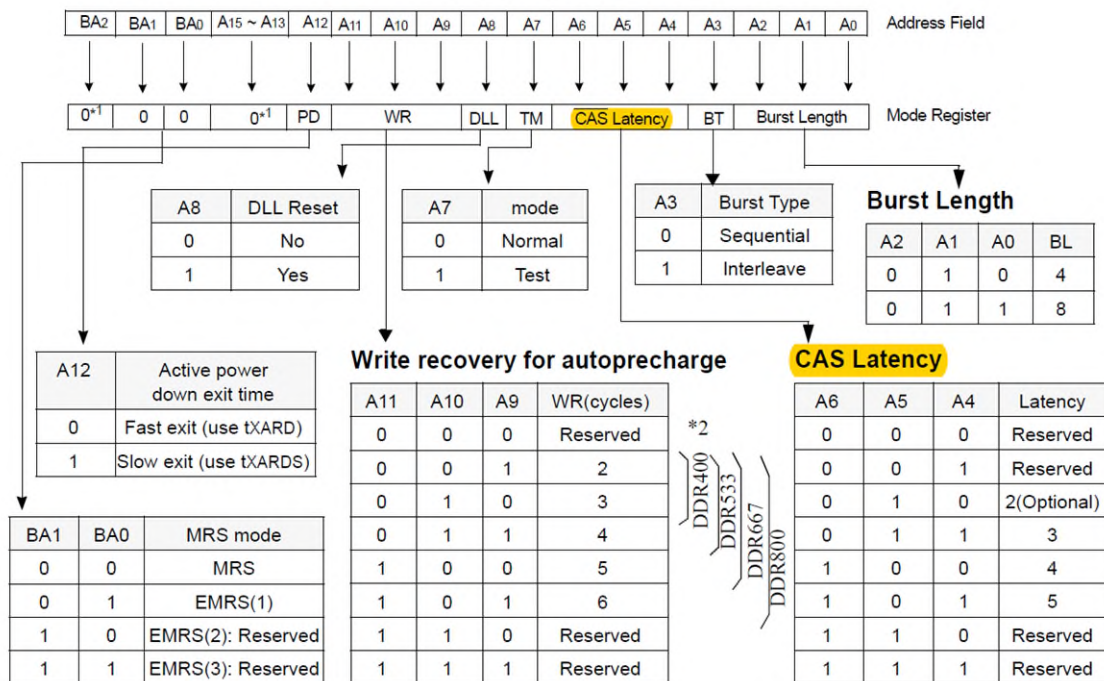 BA2 BA1 BA0 A15 ~ A13 A12 A11 A10 A9 A8 A7 A6 A5 A4 A3 A2 A1 A0 Address Field
0*1 0 0 0*1 PD WR DLL TM CAS Latency BT Burst Length Mode Register
A8 DLL Reset
0 No
1 Yes
A7 mode
0 Normal
1 Test
A3 Burst Type
0 Sequential
1 Interleave
Burst Length
A2 A1 A0 BL
0 1 0 4
0 1 1 8
A12 Active power
down exit time
0 Fast exit (use tXARD)
1 Slow exit (use tXARDS)
Write recovery for autoprecharge
A11 A10 A9 WR(cycles)
0 0 0 Reserved
0 0 1 2
0 1 0 3
0 1 1 4
1 0 0 5
1 0 1 6
1 1 0 Reserved
1 1 1 Reserved
*2
DDR400
DDR533
DDR667
DDR800
CAS Latency
A6 A5 A4 Latency
0 0 0 Reserved
0 0 1 Reserved
0 1 0 2(Optional)
0 1 1 3
1 0 0 4
1 0 1 5
1 1 0 Reserved
1 1 1 Reserved
BA1 BA0 MRS mode
0 0 MRS
0 1 EMRS(1)
1 0 EMRS(2): Reserved
1 1 EMRS(3): Reserved